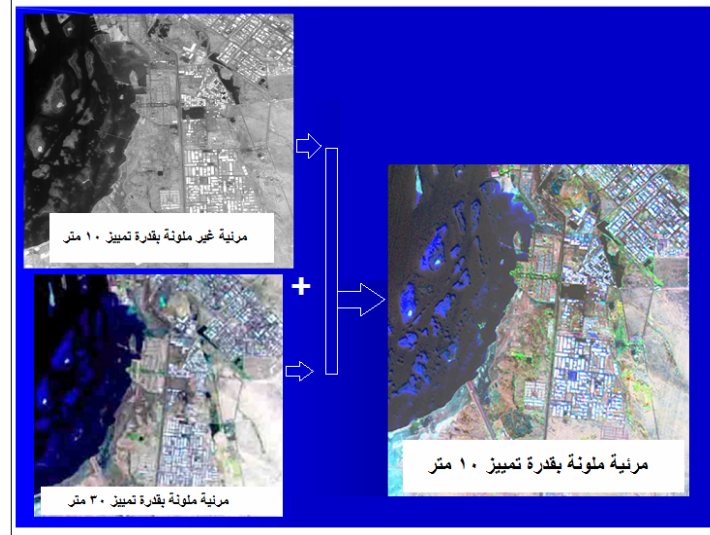 مرئية غير ملونة بقدرة تمييز ١٠ متر
+
مرئية ملونة بقدرة تمييز ٣٠ متر
مرئية ملونة بقدرة تمييز ١٠ متر